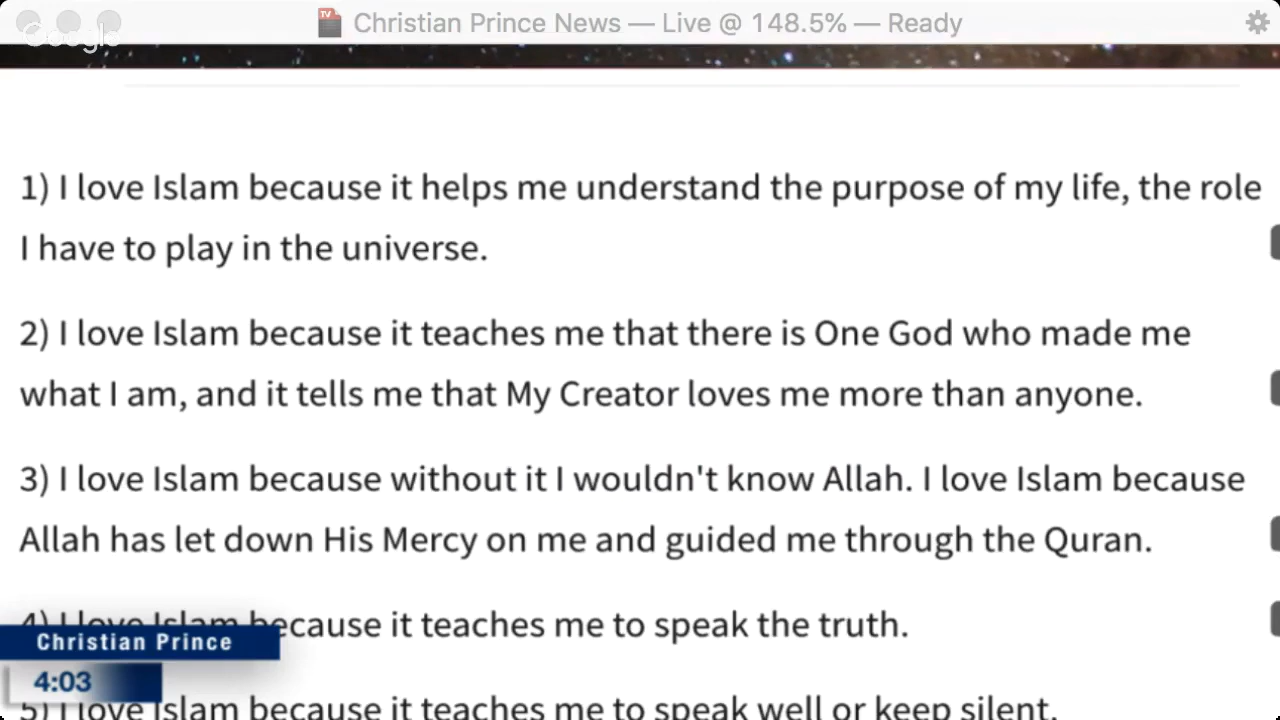 Christian Prince News — Live @ 148.5% — Ready
Google
1) I love Islam because it helps me understand the purpose of my life, the role
I have to play in the universe.
2) I love Islam because it teaches me that there is One God who made me
what I am, and it tells me that My Creator loves me more than anyone.
3) I love Islam because without it I wouldn't know Allah. I love Islam because
Allah has let down His Mercy on me and guided me through the Quran.
4) I love Islam because it teaches me to speak the truth.
Christian Prince
4:03
5) I love Islam because it teaches me to speak well or keep silent.